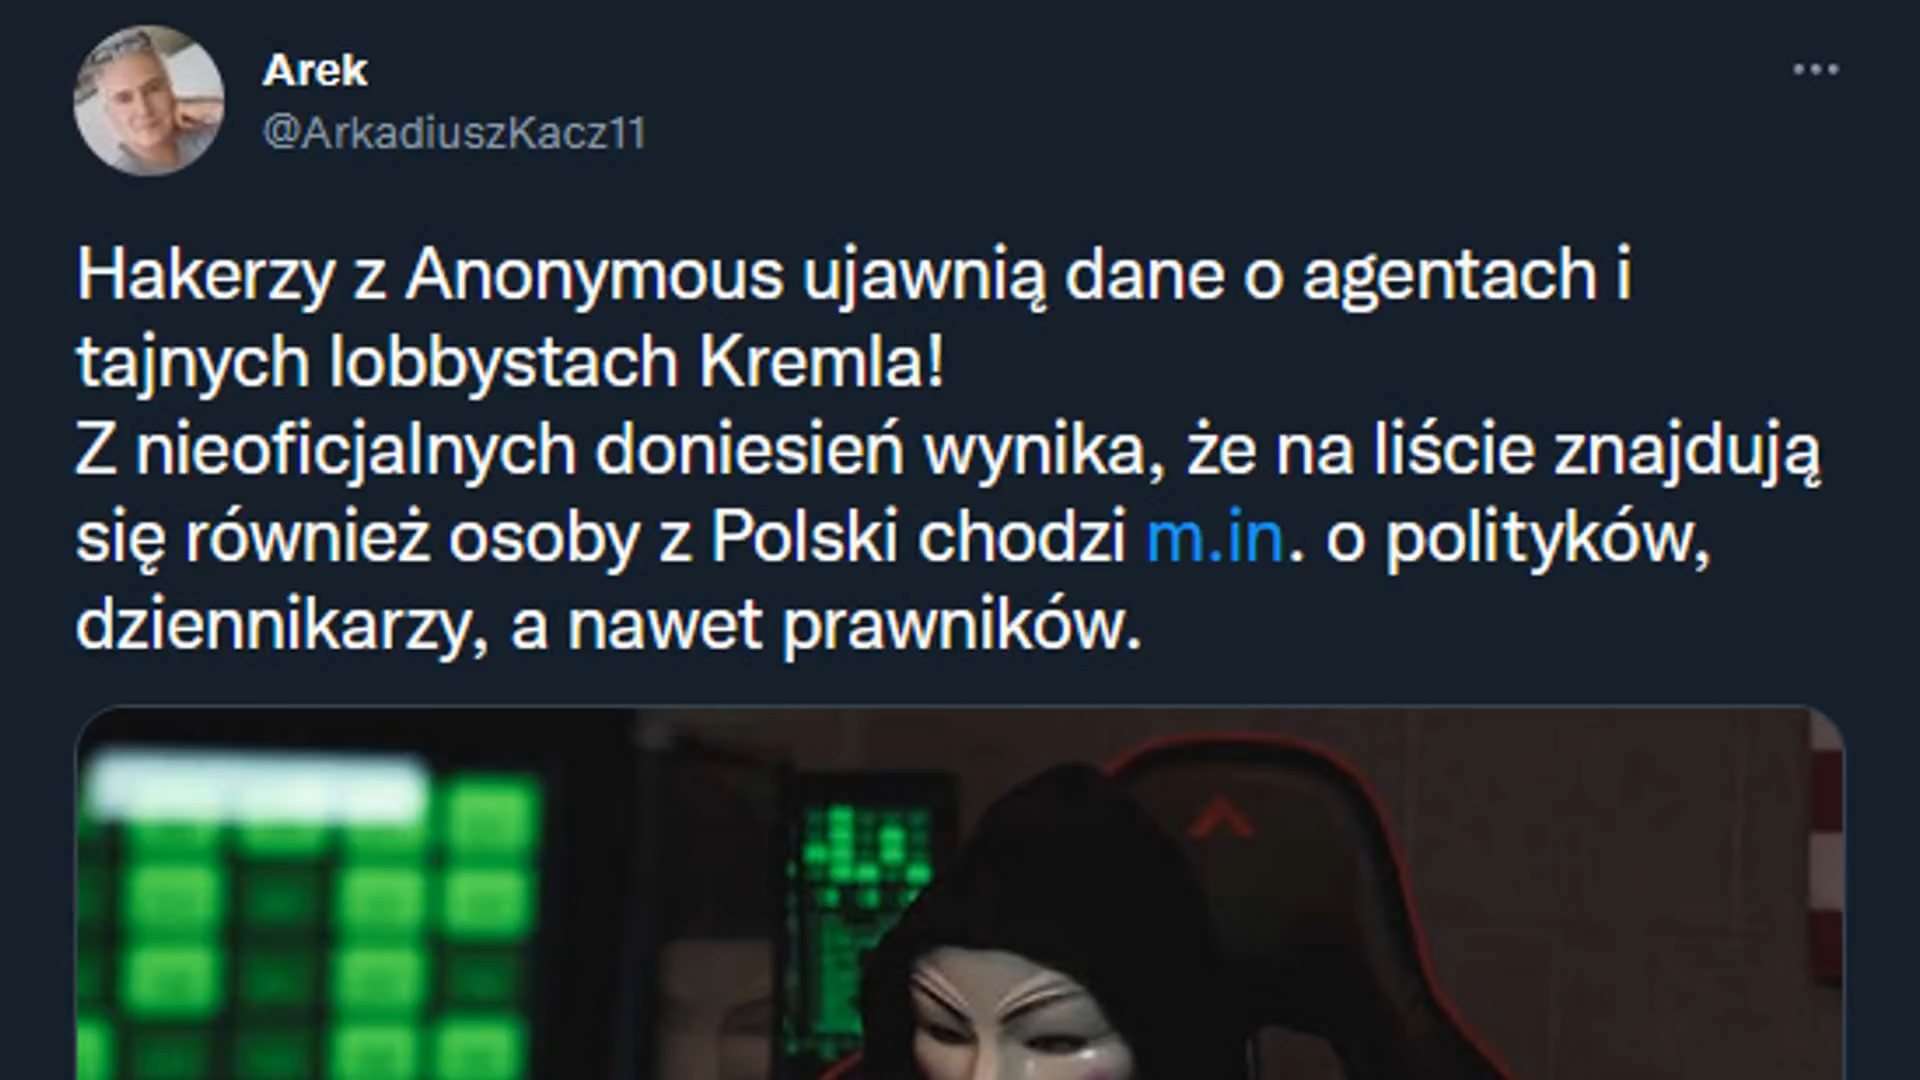 Arek
@ArkadiuszKacz11
Hakerzy z Anonymous ujawnią dane o agentach i
tajnych lobbystach Kremla!
Z nieoficjalnych doniesień wynika, że na liście znajdują
się również osoby z Polski chodzi m.in. o polityków,
dziennikarzy, a nawet prawników.